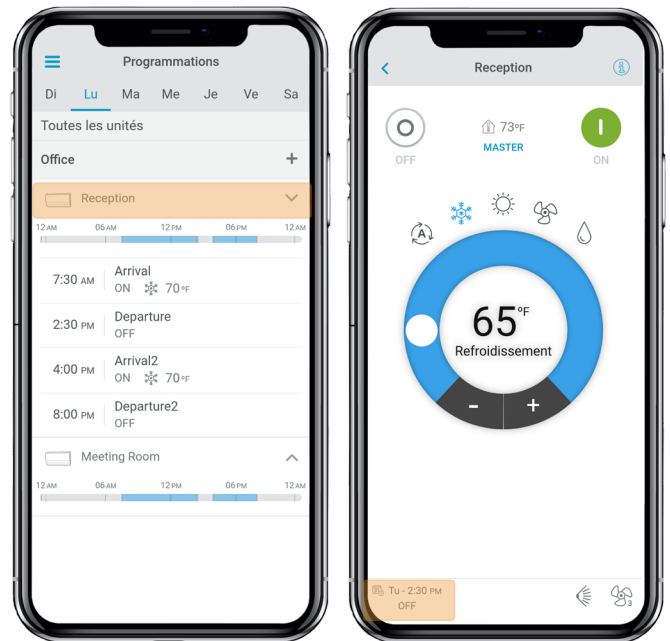 Programmations
Di Lu Ma Me Je Ve Sa
Toutes les unités
Office +
Reception
12 AM 06 AM 12 PM 06 PM 12 AM
7:30 AM Arrival
ON 70°F
2:30 PM Departure
OFF
4:00 PM Arrival2
ON 70°F
8:00 PM Departure2
OFF
Meeting Room
12 AM 06 AM 12 PM 06 PM 12 AM
Reception
73°F
MASTER
OFF
ON
A
65°F
Refroidissement
- +
Tu - 2:30 PM
OFF
3